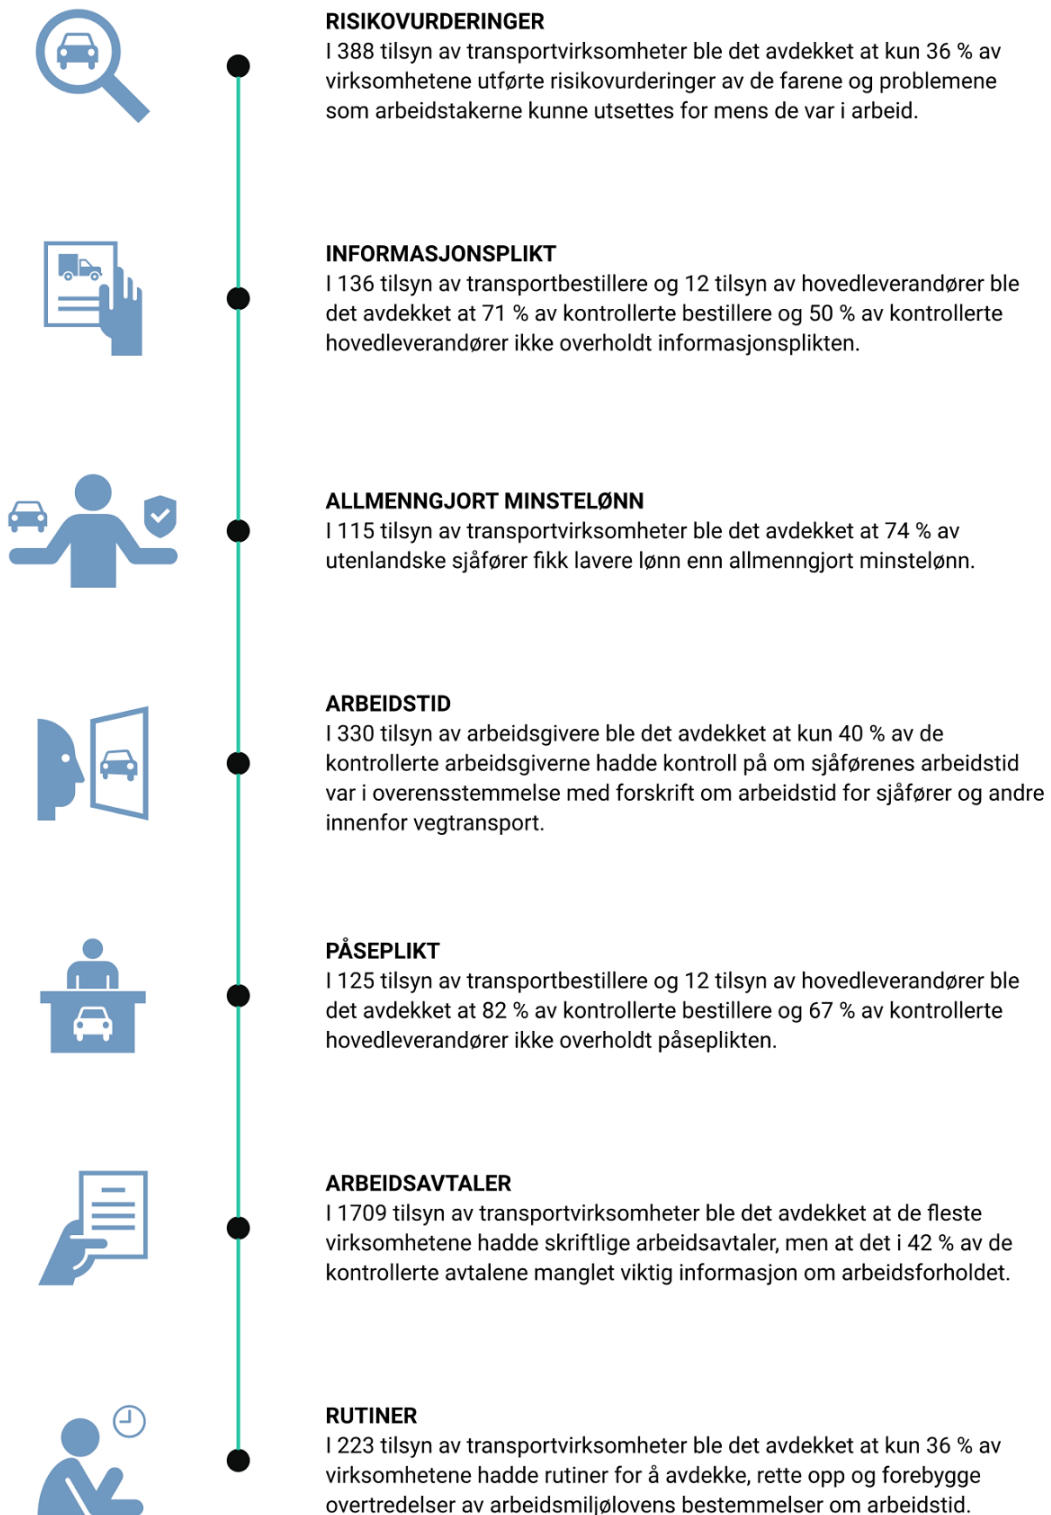 RISIKOVURDERINGER
I 388 tilsyn av transportvirksomheter ble det avdekket at kun 36 % av
virksomhetene utførte risikovurderinger av de farene og problemene
som arbeidstakerne kunne utsettes for mens de var i arbeid.
INFORMASJONSPLIKT
I 136 tilsyn av transportbestillere og 12 tilsyn av hovedleverandører ble
det avdekket at 71 % av kontrollerte bestillere og 50 % av kontrollerte
hovedleverandører ikke overholdt informasjonsplikten.
ALLMENNGJORT MINSTELØNN
I 115 tilsyn av transportvirksomheter ble det avdekket at 74 % av
utenlandske sjåfører fikk lavere lønn enn allmenngjort minstelønn.
ARBEIDSTID
I 330 tilsyn av arbeidsgivere ble det avdekket at kun 40 % av de
kontrollerte arbeidsgiverne hadde kontroll på om sjåførenes arbeidstid
var i overensstemmelse med forskrift om arbeidstid for sjåfører og andre
innenfor vegtransport.
PÅSEPLIKT
I 125 tilsyn av transportbestillere og 12 tilsyn av hovedleverandører ble
det avdekket at 82 % av kontrollerte bestillere og 67 % av kontrollerte
hovedleverandører ikke overholdt påseplikten.
ARBEIDSAVTALER
I 1709 tilsyn av transportvirksomheter ble det avdekket at de fleste
virksomhetene hadde skriftlige arbeidsavtaler, men at det i 42 % av de
kontrollerte avtalene manglet viktig informasjon om arbeidsforholdet.
RUTINER
I 223 tilsyn av transportvirksomheter ble det avdekket at kun 36 % av
virksomhetene hadde rutiner for å avdekke, rette opp og forebygge
overtredelser av arbeidsmiljølovens bestemmelser om arbeidstid.